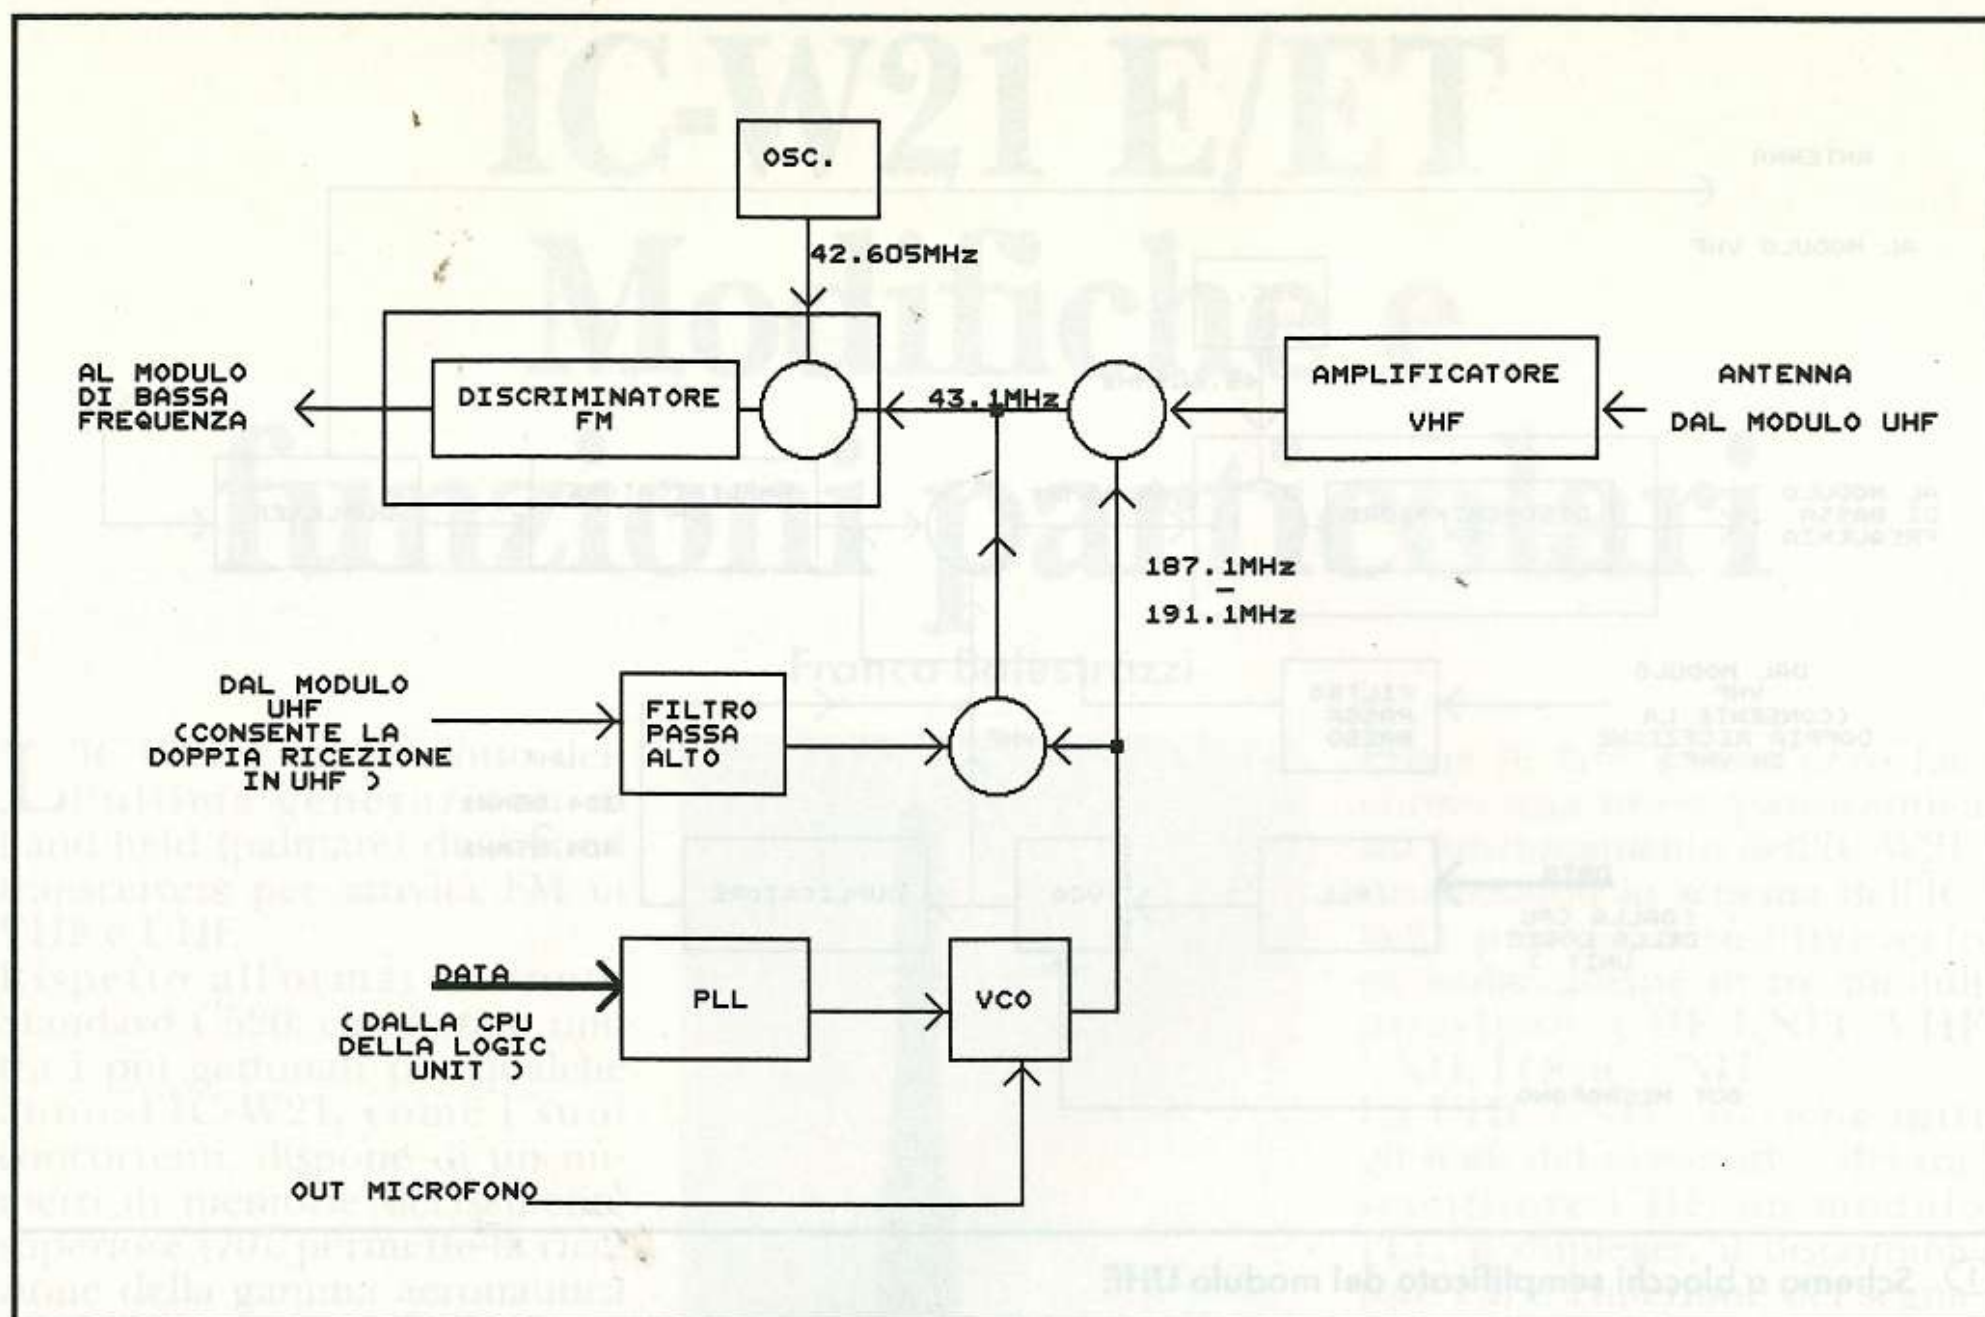 OSC.
42.605MHz
AL MODULO
DI BASSA
FREQUENZA
DISCRIMINATORE
FM
43.1MHz
AMPLIFICATORE
VHF
ANTENNA
DAL MODULO UHF
187.1MHz
–
191.1MHz
DAL MODULO
UHF
(CONSENTE LA
DOPPIA RICEZIONE
IN UHF )
FILTRO
PASSA
ALTO
DATA
(DALLA CPU
DELLA LOGIC
UNIT )
PLL
VCO
OUT MICROFONO